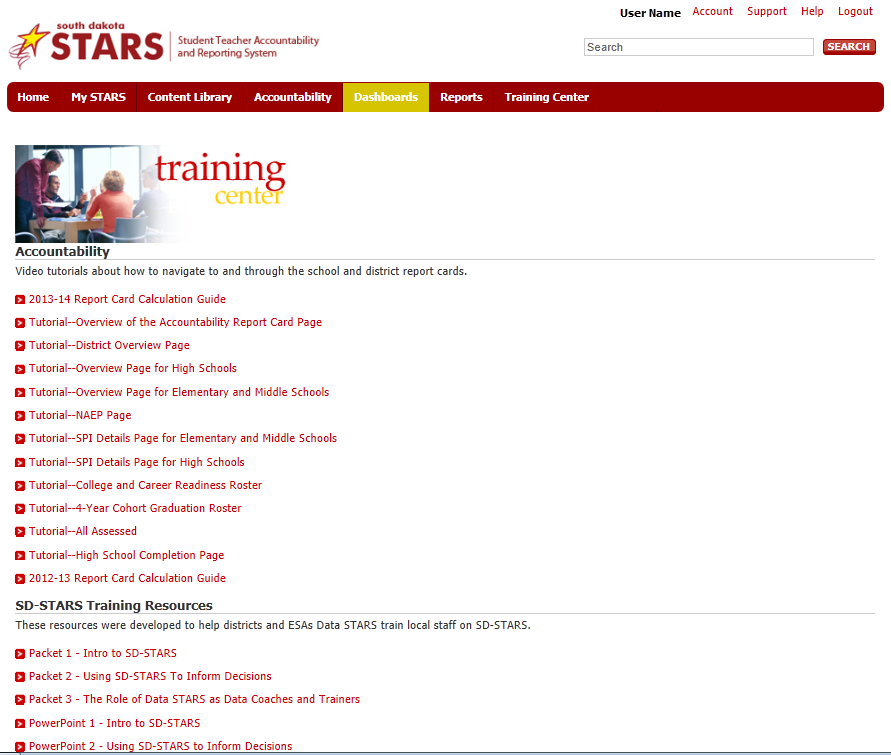 User Name Account Support Help Logout
south dakota
STARS
Student Teacher Accountability
and Reporting System
Search SEARCH
Home My STARS Content Library Accountability Dashboards Reports Training Center
training
center
Accountability
Video tutorials about how to navigate to and through the school and district report cards.
2013-14 Report Card Calculation Guide
Tutorial--Overview of the Accountability Report Card Page
Tutorial--District Overview Page
Tutorial--Overview Page for High Schools
Tutorial--Overview Page for Elementary and Middle Schools
Tutorial--NAEP Page
Tutorial--SPI Details Page for Elementary and Middle Schools
Tutorial--SPI Details Page for High Schools
Tutorial--College and Career Readiness Roster
Tutorial--4-Year Cohort Graduation Roster
Tutorial--All Assessed
Tutorial--High School Completion Page
2012-13 Report Card Calculation Guide
SD-STARS Training Resources
These resources were developed to help districts and ESAs Data STARS train local staff on SD-STARS.
Packet 1 - Intro to SD-STARS
Packet 2 - Using SD-STARS To Inform Decisions
Packet 3 - The Role of Data STARS as Data Coaches and Trainers
PowerPoint 1 - Intro to SD-STARS
PowerPoint 2 - Using SD-STARS to Inform Decisions